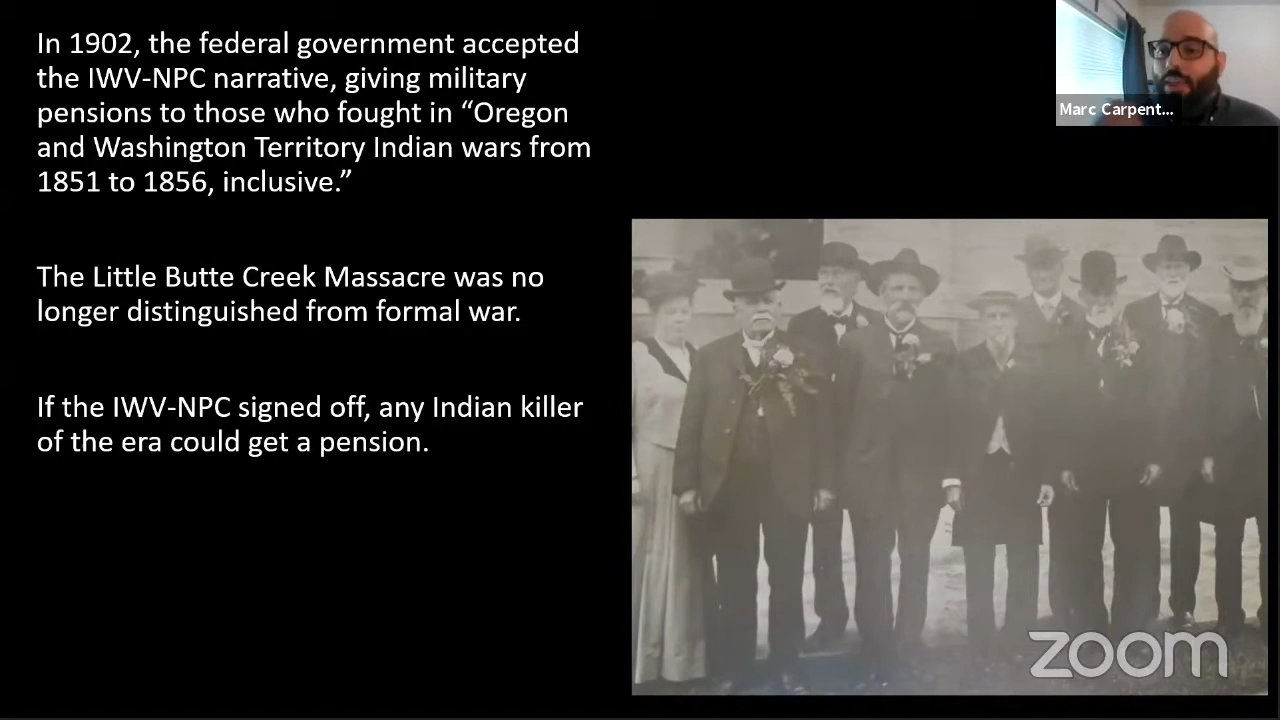 In 1902, the federal government accepted
the IWV-NPC narrative, giving military
pensions to those who fought in “Oregon
and Washington Territory Indian wars from
1851 to 1856, inclusive.”
The Little Butte Creek Massacre was no
longer distinguished from formal war.
If the IWV-NPC signed off, any Indian killer
of the era could get a pension.
Marc Carpent...
zoom